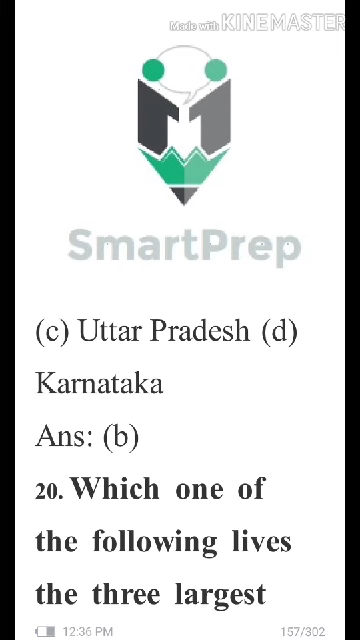 Made with KINEMASTER
SmartPrep
(c) Uttar Pradesh (d)
Karnataka
Ans: (b)
20. Which one of
the following lives
the three largest
12:36 PM 157/302